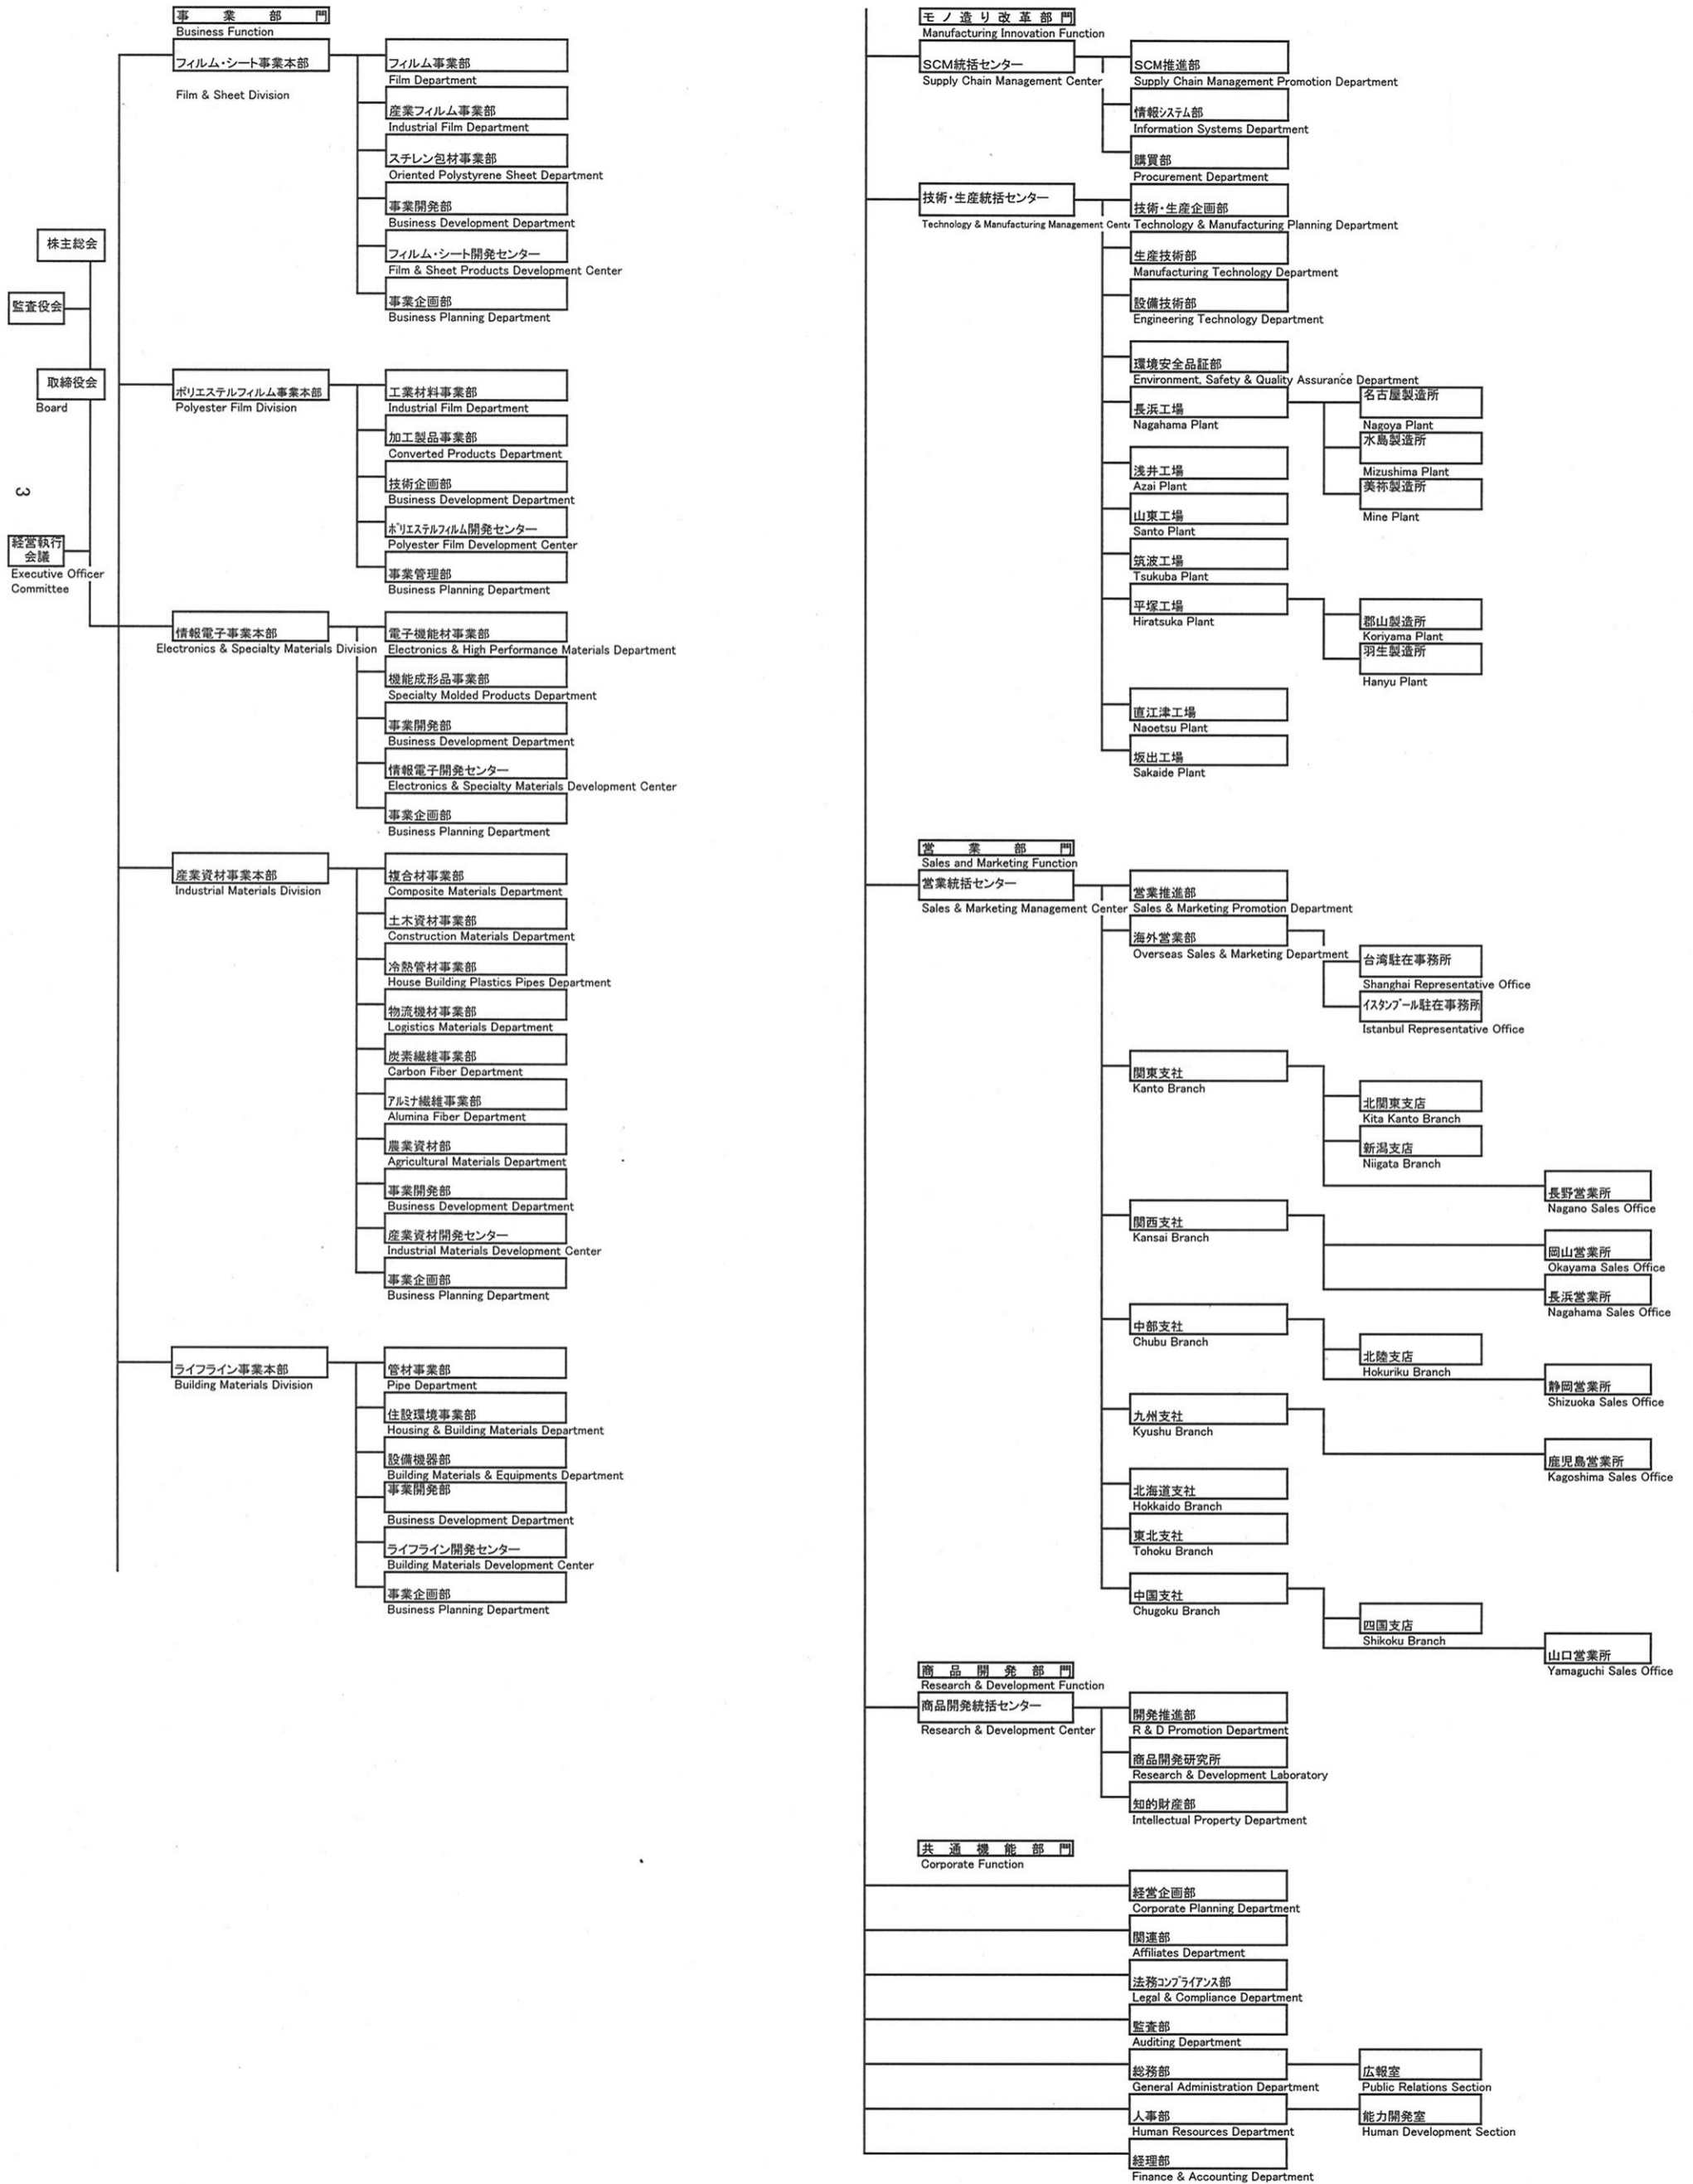 事業部門
Business Function
フィルム・シート事業本部
Film & Sheet Division
フィルム事業部
Film Department
産業フィルム事業部
Industrial Film Department
スチレン包材事業部
Oriented Polystyrene Sheet Department
事業開発部
Business Development Department
フィルム・シート開発センター
Film & Sheet Products Development Center
事業企画部
Business Planning Department
株主総会
監査役会
取締役会
Board
3
経営執行
会議
Executive Officer
Committee
ポリエステルフィルム事業本部
Polyester Film Division
工業材料事業部
Industrial Film Department
加工製品事業部
Converted Products Department
技術企画部
Business Development Department
ポリエステルフィルム開発センター
Polyester Film Development Center
事業管理部
Business Planning Department
情報電子事業本部
Electronics & Specialty Materials Division
電子機能材事業部
Electronics & High Performance Materials Department
機能成形品事業部
Specialty Molded Products Department
事業開発部
Business Development Department
情報電子開発センター
Electronics & Specialty Materials Development Center
事業企画部
Business Planning Department
産業資材事業本部
Industrial Materials Division
複合材事業部
Composite Materials Department
土木資材事業部
Construction Materials Department
冷熱管材事業部
House Building Plastics Pipes Department
物流機材事業部
Logistics Materials Department
炭素繊維事業部
Carbon Fiber Department
アルミナ繊維事業部
Alumina Fiber Department
農業資材部
Agricultural Materials Department
事業開発部
Business Development Department
産業資材開発センター
Industrial Materials Development Center
事業企画部
Business Planning Department
ライフライン事業本部
Building Materials Division
管材事業部
Pipe Department
住設環境事業部
Housing & Building Materials Department
設備機器部
Building Materials & Equipments Department
事業開発部
Business Development Department
ライフライン開発センター
Building Materials Development Center
事業企画部
Business Planning Department
モノ造り改革部門
Manufacturing Innovation Function
SCM統括センター
Supply Chain Management Center
SCM推進部
Supply Chain Management Promotion Department
情報システム部
Information Systems Department
購買部
Procurement Department
技術・生産統括センター
Technology & Manufacturing Management Cente
技術・生産企画部
Technology & Manufacturing Planning Department
生産技術部
Manufacturing Technology Department
設備技術部
Engineering Technology Department
環境安全品証部
Environment, Safety & Quality Assurance Department
長浜工場
Nagahama Plant
名古屋製造所
Nagoya Plant
水島製造所
Mizushima Plant
美祢製造所
Mine Plant
浅井工場
Azai Plant
山東工場
Santo Plant
筑波工場
Tsukuba Plant
平塚工場
Hiratsuka Plant
郡山製造所
Koriyama Plant
羽生製造所
Hanyu Plant
直江津工場
Naoetsu Plant
坂出工場
Sakaide Plant
営業部門
Sales and Marketing Function
営業統括センター
Sales & Marketing Management Center
営業推進部
Sales & Marketing Promotion Department
海外営業部
Overseas Sales & Marketing Department
台湾駐在事務所
Shanghai Representative Office
イスタンブール駐在事務所
Istanbul Representative Office
関東支社
Kanto Branch
北関東支店
Kita Kanto Branch
新潟支店
Niigata Branch
長野営業所
Nagano Sales Office
関西支社
Kansai Branch
岡山営業所
Okayama Sales Office
長浜営業所
Nagahama Sales Office
中部支社
Chubu Branch
北陸支店
Hokuriku Branch
静岡営業所
Shizuoka Sales Office
九州支社
Kyushu Branch
鹿児島営業所
Kagoshima Sales Office
北海道支社
Hokkaido Branch
東北支社
Tohoku Branch
中国支社
Chugoku Branch
四国支店
Shikoku Branch
山口営業所
Yamaguchi Sales Office
商品開発部門
Research & Development Function
商品開発統括センター
Research & Development Center
開発推進部
R & D Promotion Department
商品開発研究所
Research & Development Laboratory
知的財産部
Intellectual Property Department
共通機能部門
Corporate Function
経営企画部
Corporate Planning Department
関連部
Affiliates Department
法務コンプライアンス部
Legal & Compliance Department
監査部
Auditing Department
総務部
General Administration Department
広報室
Public Relations Section
人事部
Human Resources Department
能力開発室
Human Development Section
経理部
Finance & Accounting Department